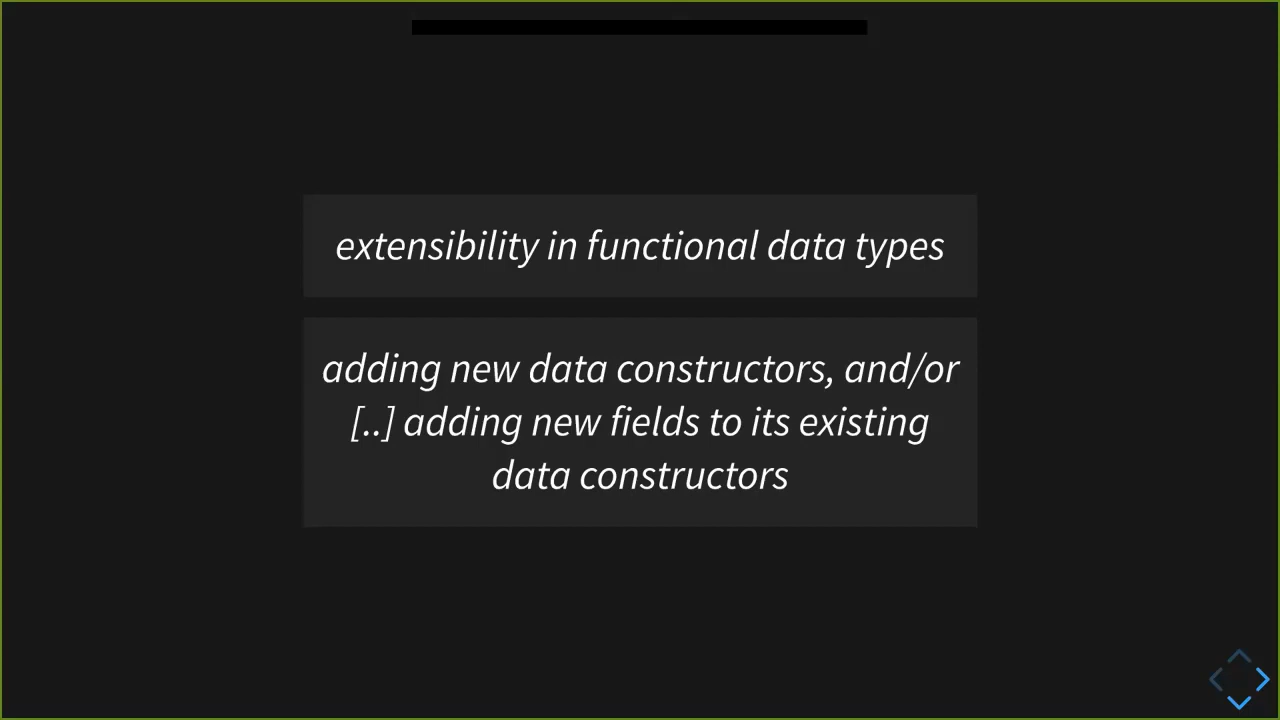 extensibility in functional data types
adding new data constructors, and/or
[..] adding new fields to its existing
data constructors